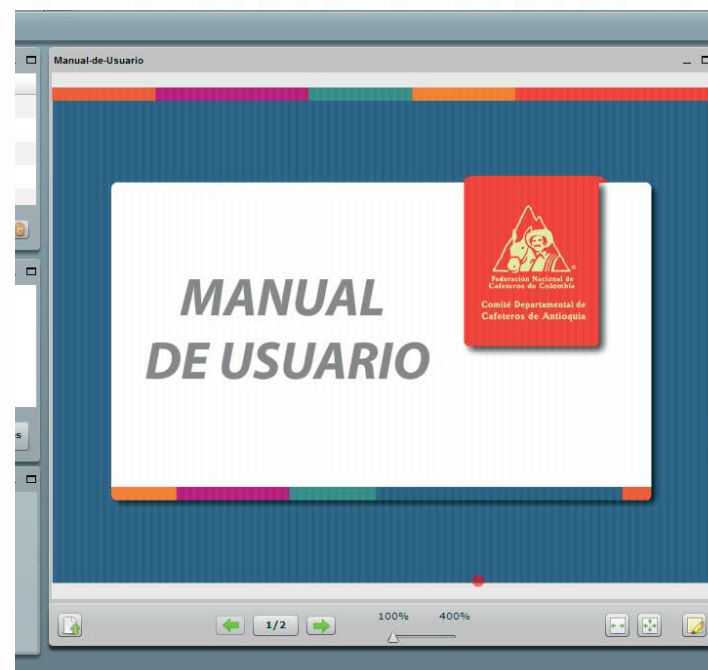 Manual-de-Usuario
MANUAL
DE USUARIO
Federación Nacional de
Cafeteros de Colombia
®
Comité Departamental de
Cafeteros de Antioquia
s
1/2
100%
400%